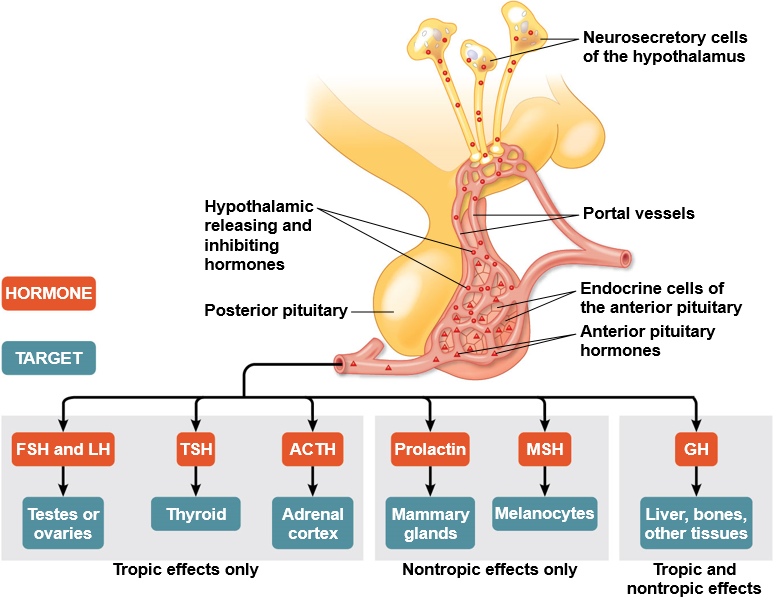 Neurosecretory cells
of the hypothalamus
Hypothalamic
releasing and
inhibiting
hormones
Portal vessels
HORMONE
Posterior pituitary
Endocrine cells of
the anterior pituitary
TARGET
Anterior pituitary
hormones
FSH and LH
TSH
ACTH
Prolactin
MSH
GH
Testes or
ovaries
Thyroid
Adrenal
cortex
Mammary
glands
Melanocytes
Liver, bones,
other tissues
Tropic effects only
Nontropic effects only
Tropic and
nontropic effects